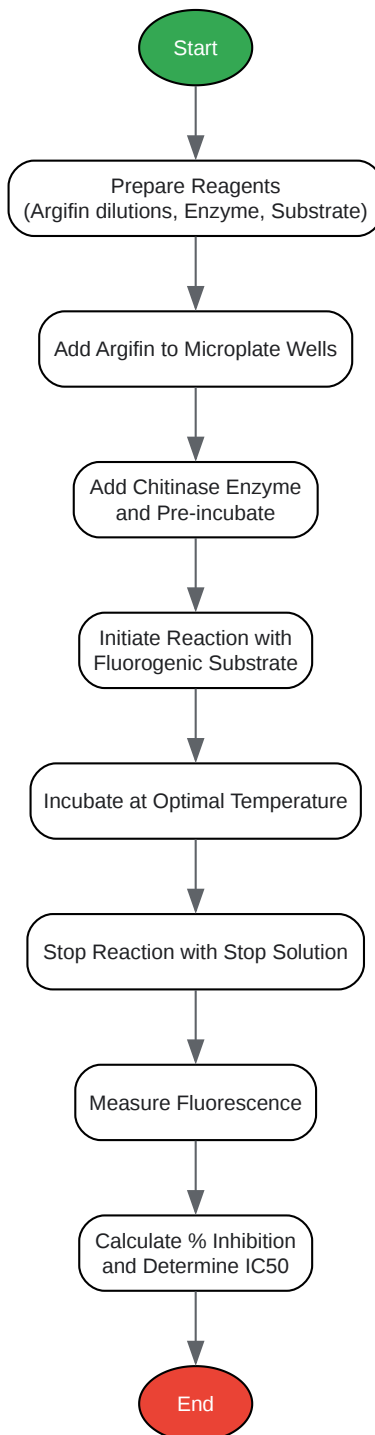 Start
Prepare Reagents
(Argifin dilutions, Enzyme, Substrate)
Add Argifin to Microplate Wells
Add Chitinase Enzyme
and Pre-incubate
Initiate Reaction with
Fluorogenic Substrate
Incubate at Optimal Temperature
Stop Reaction with Stop Solution
Measure Fluorescence
Calculate % Inhibition
and Determine IC50
End